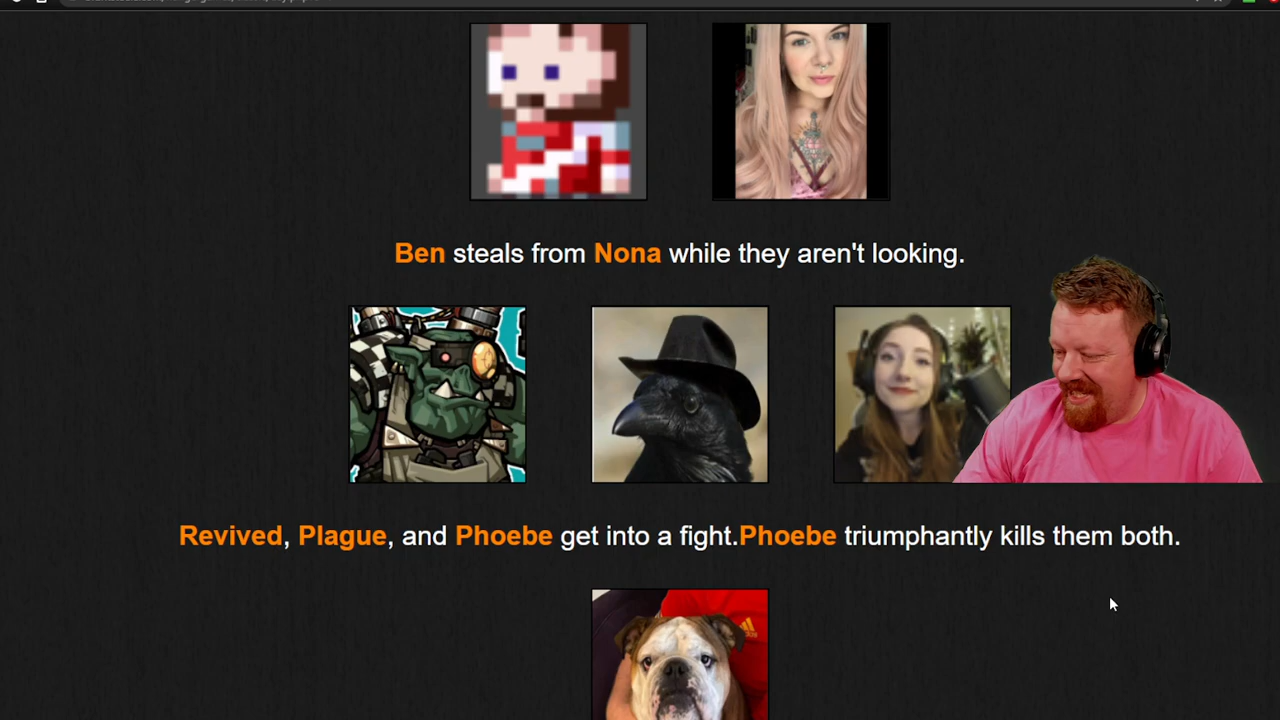 Ben steals from Nona while they aren't looking.
Revived, Plague, and Phoebe get into a fight.Phoebe triumphantly kills them both.